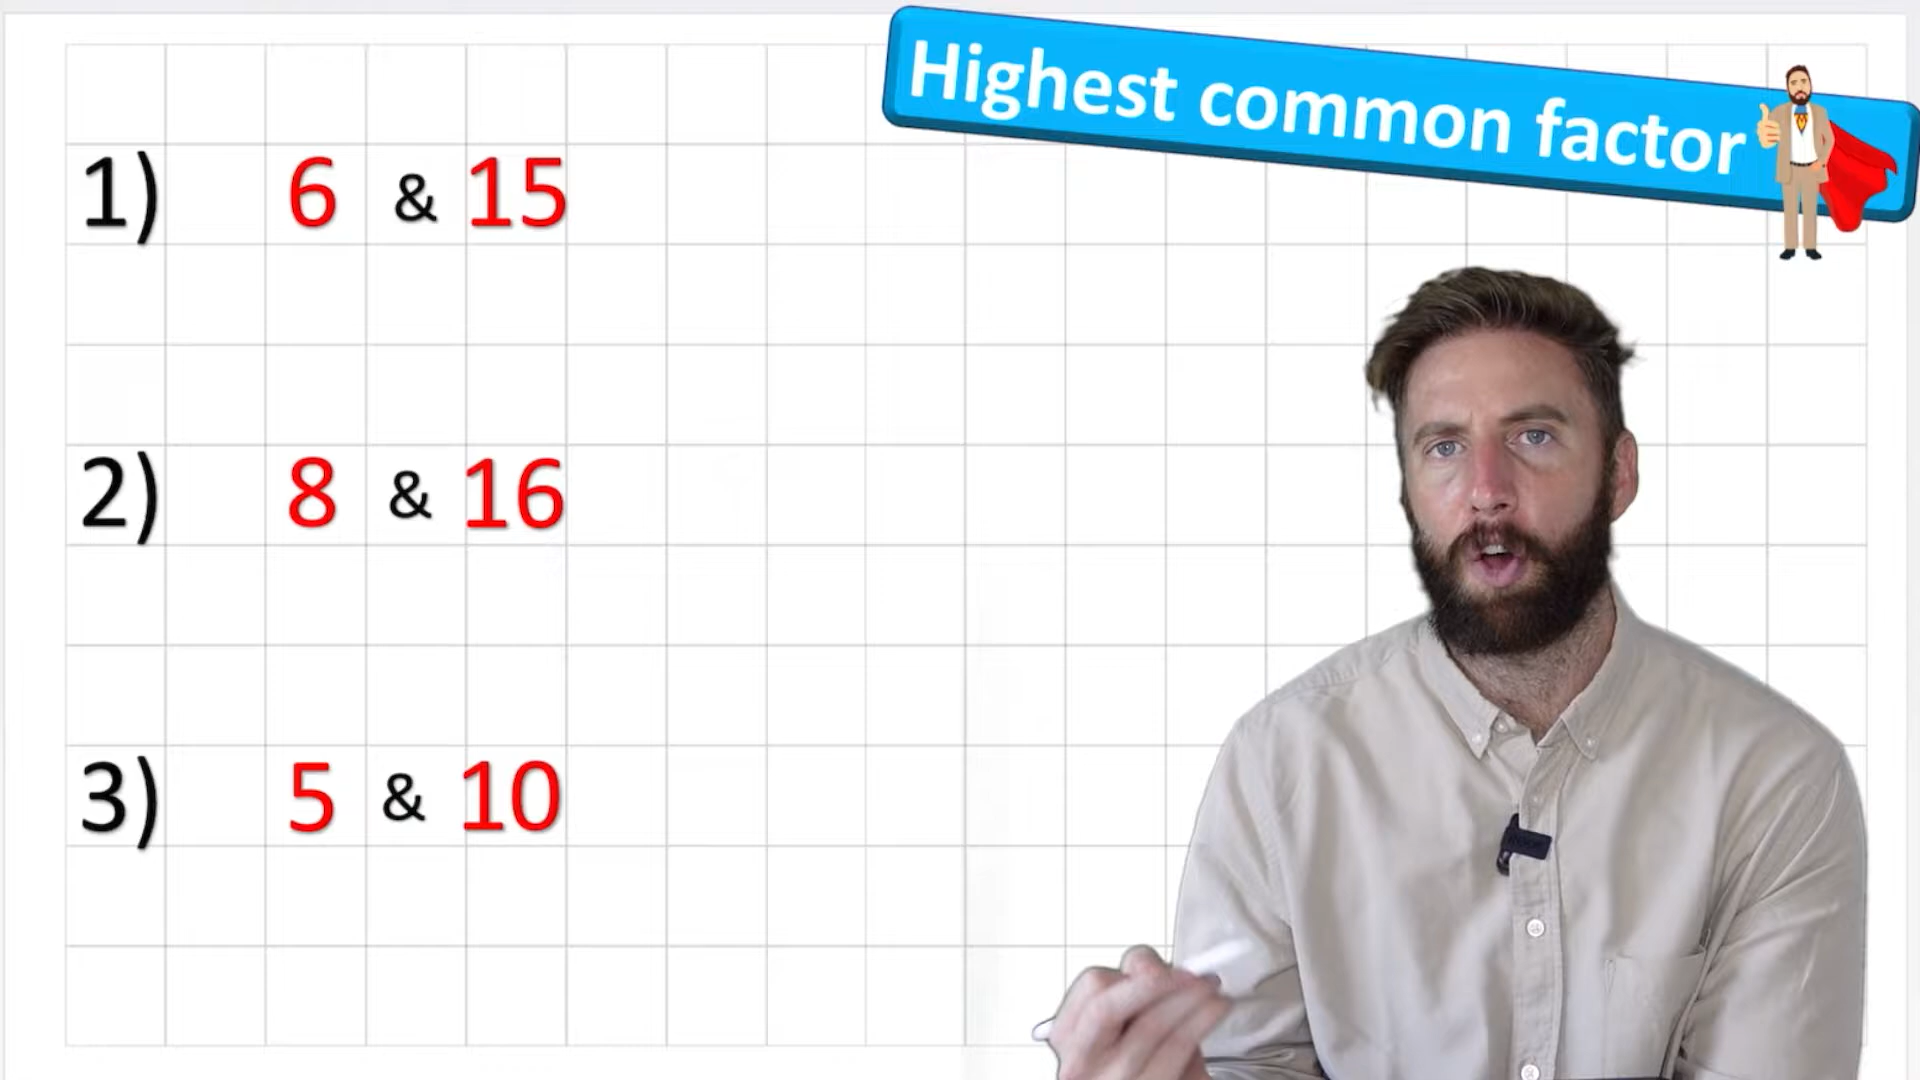 Highest common factor
1) 6 & 15
2) 8 & 16
3) 5 & 10